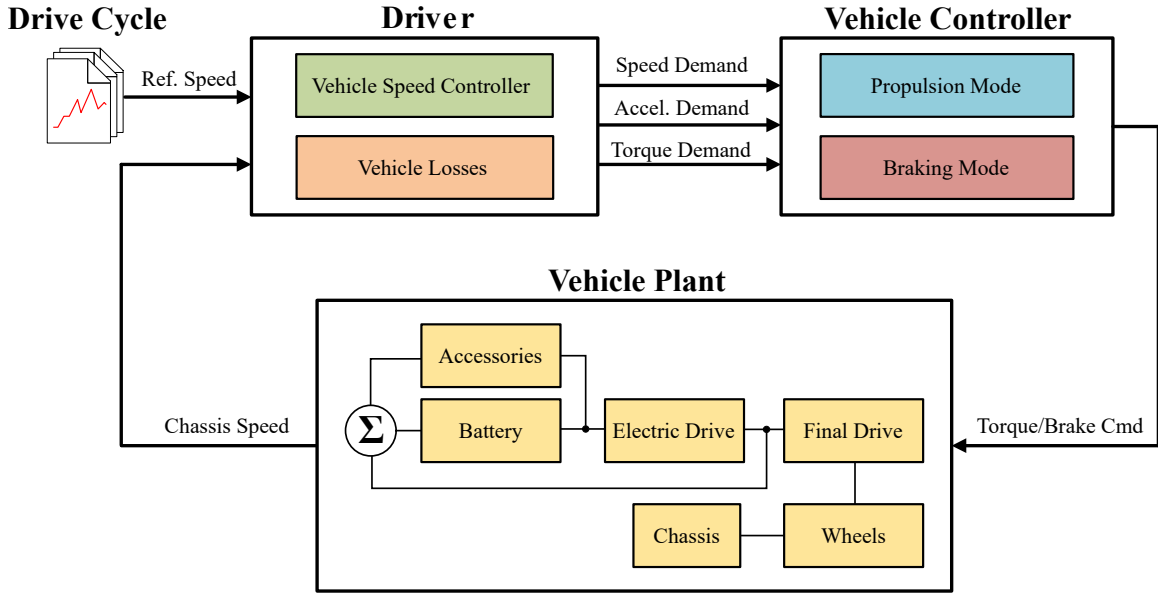 Drive Cycle
Driver
Vehicle Controller
Ref. Speed
Vehicle Speed Controller
Vehicle Losses
Speed Demand
Accel. Demand
Torque Demand
Propulsion Mode
Braking Mode
Vehicle Plant
Accessories
Σ
Battery
Electric Drive
Final Drive
Chassis
Wheels
Chassis Speed
Torque/Brake Cmd